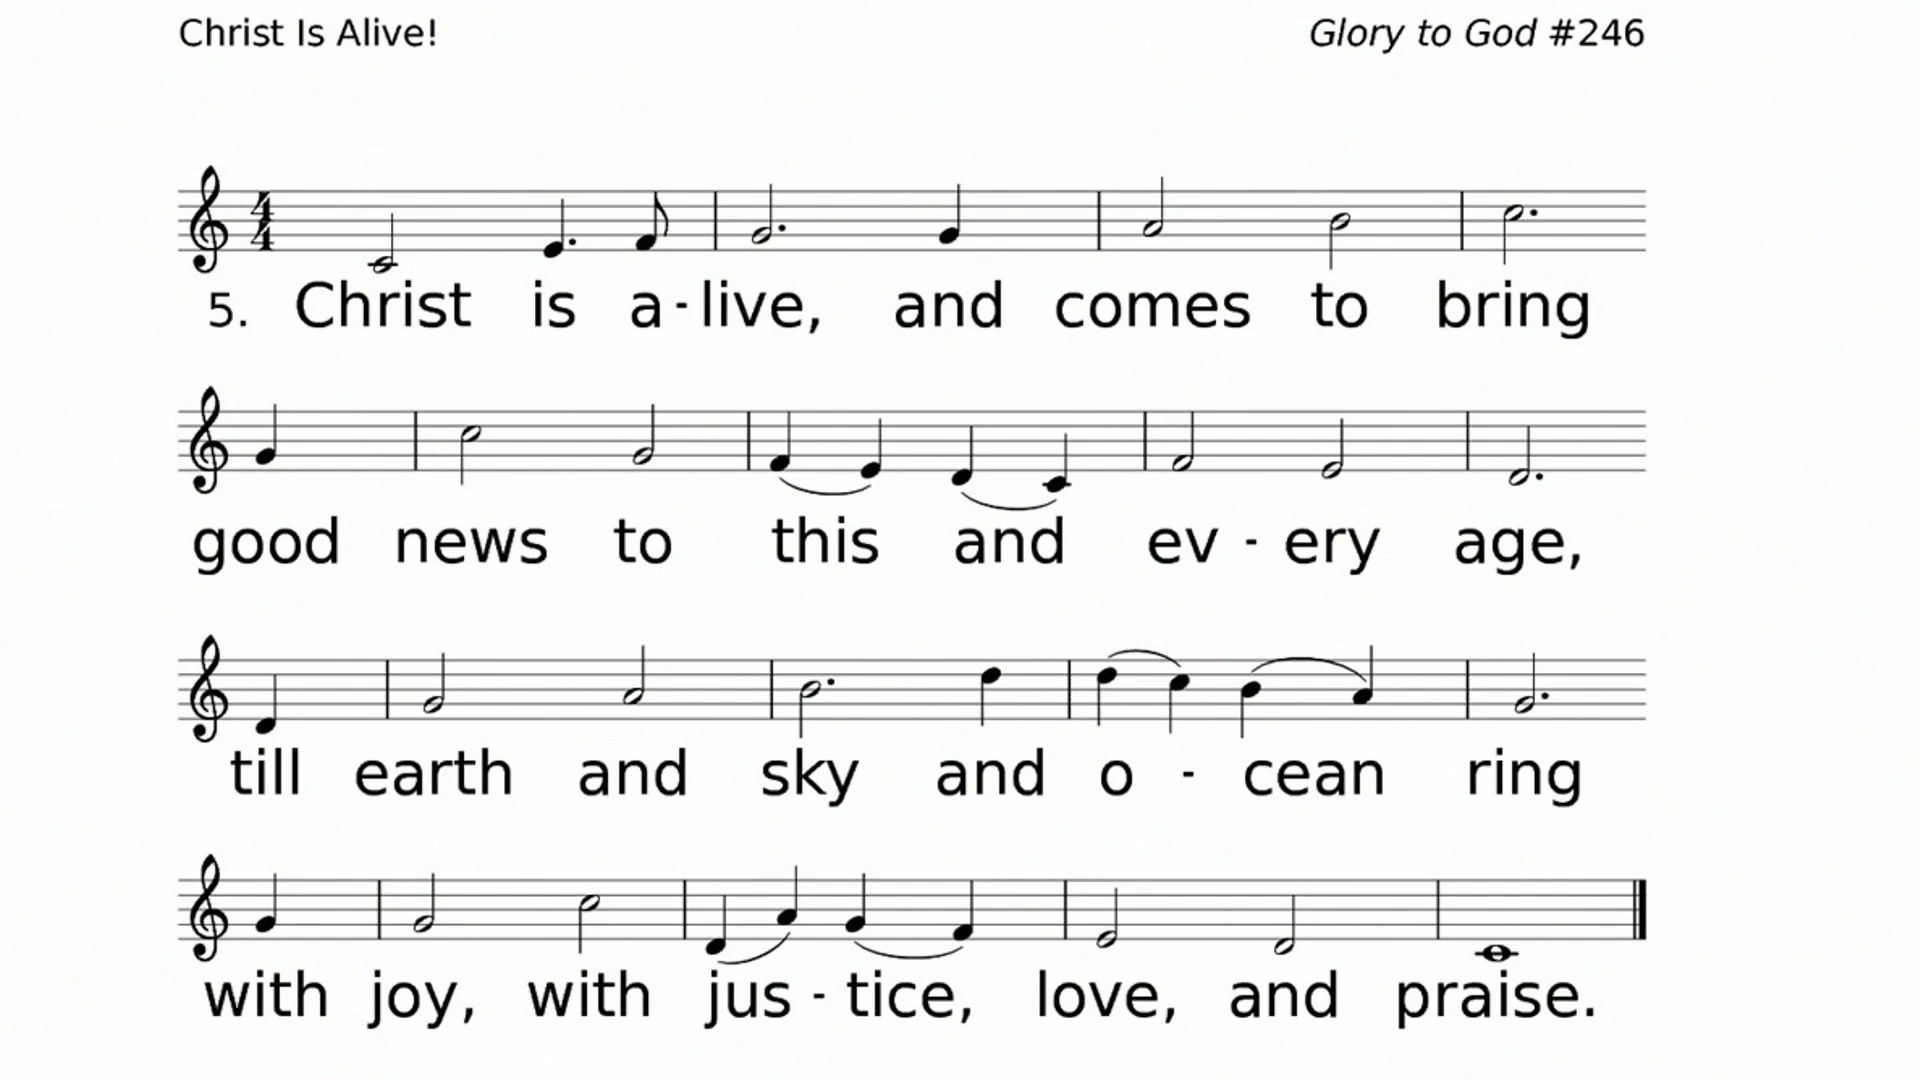 Christ Is Alive! Glory to God #246
4
4
5. Christ is a - live, and comes to bring
good news to this and ev - ery age,
till earth and sky and o - cean ring
with joy, with jus - tice, love, and praise.